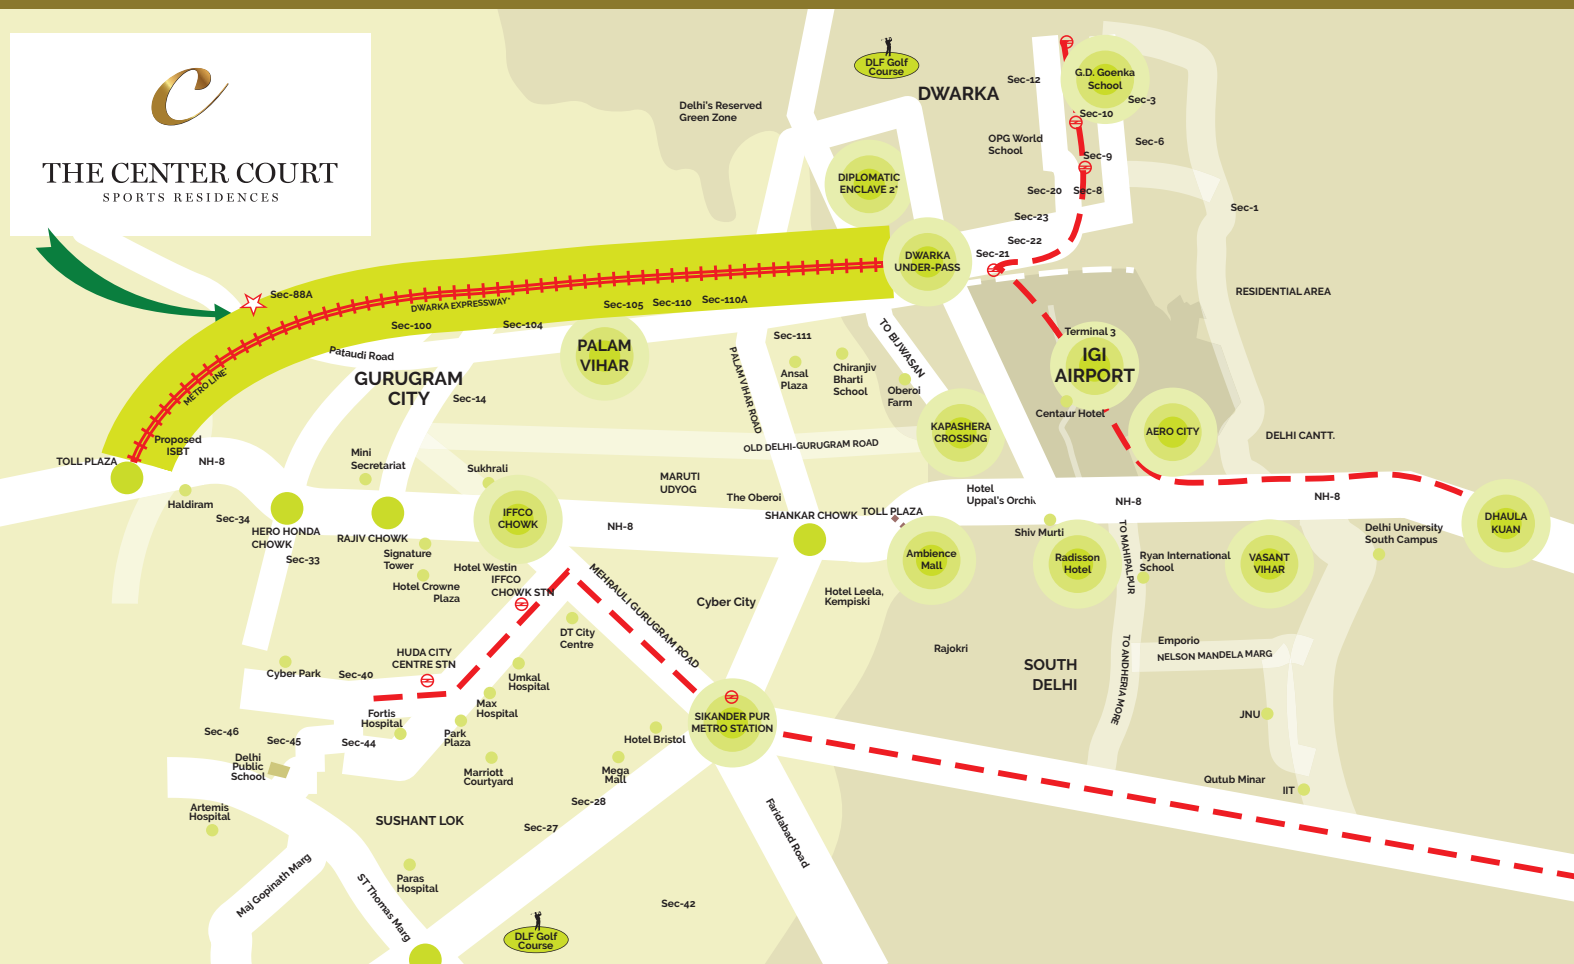 THE CENTER COURT
SPORTS RESIDENCES
DLF Golf
Course
DWARKA
Delhi's Reserved
Green Zone
Sec-12
G.D. Goenka
School
Sec-3
Sec-10
OPG World
School
Sec-6
Sec-9
DIPLOMATIC
ENCLAVE 2*
Sec-20
Sec-8
Sec-23
Sec-1
Sec-22
Sec-21
DWARKA
UNDER-PASS
RESIDENTIAL AREA
Sec-88A
DWARKA EXPRESSWAY*
Sec-105
Sec-110
Sec-110A
Sec-100
Sec-104
METRO LINE*
Pataudi Road
GURUGRAM
CITY
Sec-14
PALAM
VIHAR
PALAM VIHAR ROAD
Sec-111
Ansal
Plaza
Chiranjiv
Bharti
School
TO BIJWASAN
Oberoi
Farm
Terminal 3
IGI
AIRPORT
Centaur Hotel
AERO CITY
KAPASHERA
CROSSING
DELHI CANTT.
OLD DELHI-GURUGRAM ROAD
Proposed
ISBT
TOLL PLAZA
NH-8
Haldiram
Sec-34
Mini
Secretariat
Sukhrali
MARUTI
UDYOG
The Oberoi
SHANKAR CHOWK
TOLL PLAZA
Hotel
Uppal's Orchi
NH-8
NH-8
DHAULA
KUAN
HERO HONDA
CHOWK
RAJIV CHOWK
IFFCO
CHOWK
NH-8
Sec-33
Signature
Tower
Hotel Crowne
Plaza
Hotel Westin
IFFCO
CHOWK STN
MEHRAULI GURUGRAM ROAD
Cyber City
Hotel Leela,
Kempiski
Ambience
Mall
Shiv Murti
Radisson
Hotel
TO MAHIPALPUR
Ryan International
School
VASANT
VIHAR
Delhi University
South Campus
DT City
Centre
HUDA CITY
CENTRE STN
Cyber Park
Sec-40
Umkal
Hospital
Max
Hospital
Fortis
Hospital
Park
Plaza
Rajokri
SOUTH
DELHI
TO ANDHERIA MORE
Emporio
NELSON MANDELA MARG
JNU
SIKANDER PUR
METRO STATION
Hotel Bristol
Sec-46
Sec-45
Sec-44
Delhi
Public
School
Marriott
Courtyard
Mega
Mall
Qutub Minar
IIT
Artemis
Hospital
Sec-28
Sec-27
SUSHANT LOK
Faridabad Road
Maj Gopinath Marg
ST Thomas Marg
Paras
Hospital
Sec-42
DLF Golf
Course